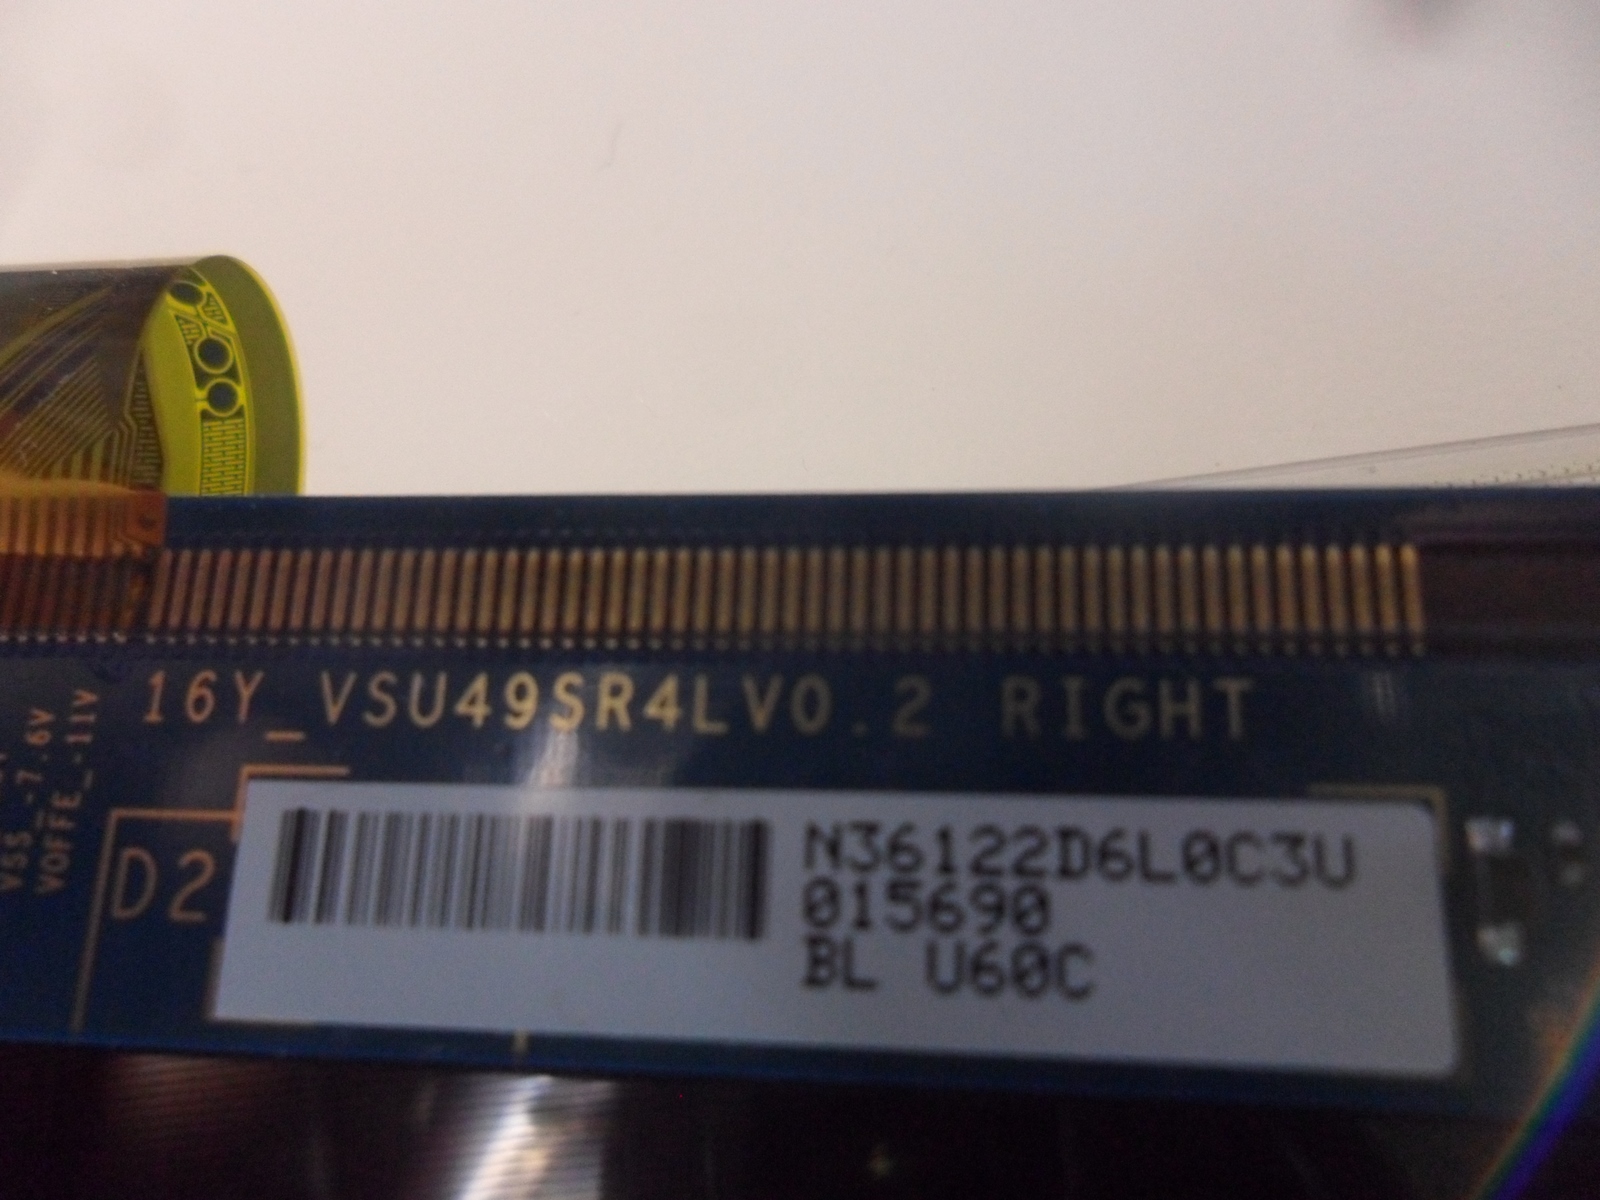 16Y_VSU49SR4LV0.2 RIGHT
VSS_-7.6V
VOFFE_-11V
D2
N36122D6L0C3U
015690
BL U60C